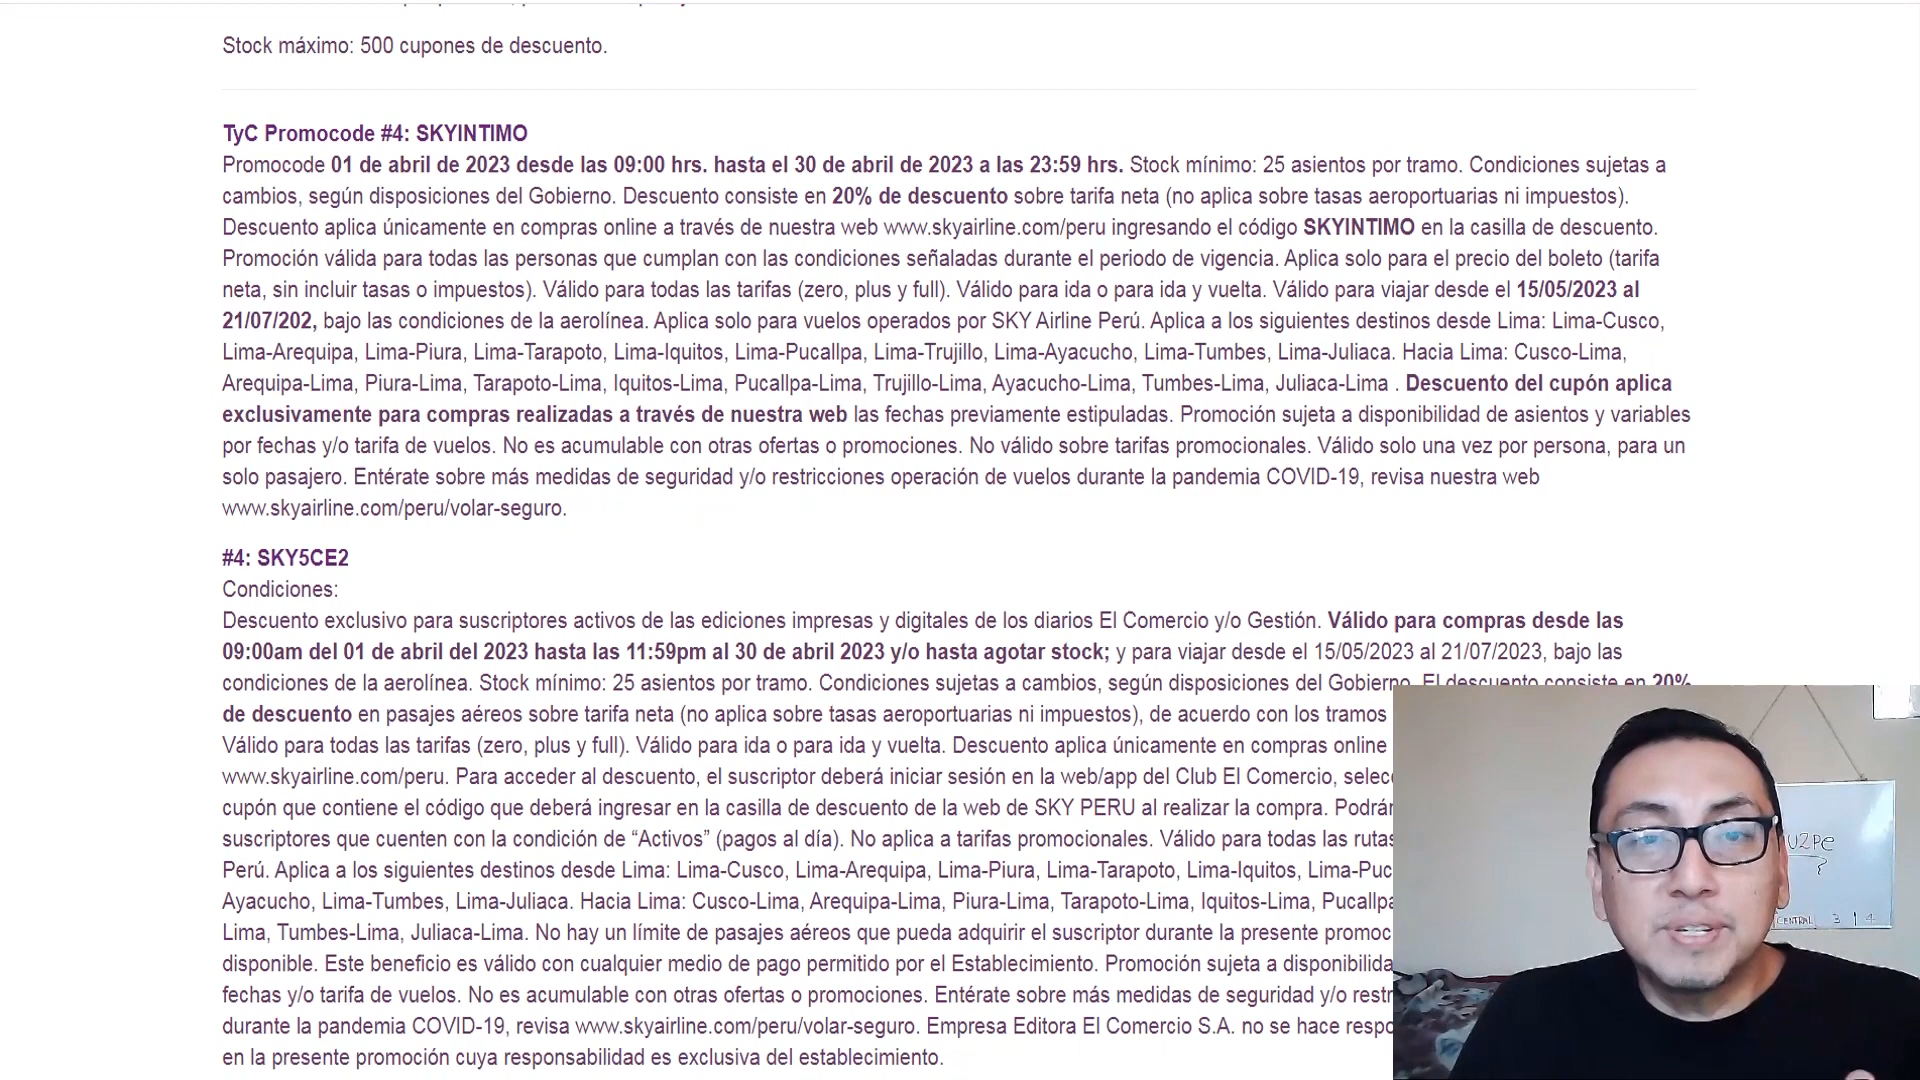 Stock máximo: 500 cupones de descuento.
TyC Promocode #4: SKYINTIMO
Promocode 01 de abril de 2023 desde las 09:00 hrs. hasta el 30 de abril de 2023 a las 23:59 hrs. Stock mínimo: 25 asientos por tramo. Condiciones sujetas a
cambios, según disposiciones del Gobierno. Descuento consiste en 20% de descuento sobre tarifa neta (no aplica sobre tasas aeroportuarias ni impuestos).
Descuento aplica únicamente en compras online a través de nuestra web www.skyairline.com/peru ingresando el código SKYINTIMO en la casilla de descuento.
Promoción válida para todas las personas que cumplan con las condiciones señaladas durante el periodo de vigencia. Aplica solo para el precio del boleto (tarifa
neta, sin incluir tasas o impuestos). Válido para todas las tarifas (zero, plus y full). Válido para ida o para ida y vuelta. Válido para viajar desde el 15/05/2023 al
21/07/202, bajo las condiciones de la aerolínea. Aplica solo para vuelos operados por SKY Airline Perú. Aplica a los siguientes destinos desde Lima: Lima-Cusco,
Lima-Arequipa, Lima-Piura, Lima-Tarapoto, Lima-Iquitos, Lima-Pucallpa, Lima-Trujillo, Lima-Ayacucho, Lima-Tumbes, Lima-Juliaca. Hacia Lima: Cusco-Lima,
Arequipa-Lima, Piura-Lima, Tarapoto-Lima, Iquitos-Lima, Pucallpa-Lima, Trujillo-Lima, Ayacucho-Lima, Tumbes-Lima, Juliaca-Lima . Descuento del cupón aplica
exclusivamente para compras realizadas a través de nuestra web las fechas previamente estipuladas. Promoción sujeta a disponibilidad de asientos y variables
por fechas y/o tarifa de vuelos. No es acumulable con otras ofertas o promociones. No válido sobre tarifas promocionales. Válido solo una vez por persona, para un
solo pasajero. Entérate sobre más medidas de seguridad y/o restricciones operación de vuelos durante la pandemia COVID-19, revisa nuestra web
www.skyairline.com/peru/volar-seguro.
#4: SKY5CE2
Condiciones:
Descuento exclusivo para suscriptores activos de las ediciones impresas y digitales de los diarios El Comercio y/o Gestión. Válido para compras desde las
09:00am del 01 de abril del 2023 hasta las 11:59pm al 30 de abril 2023 y/o hasta agotar stock; y para viajar desde el 15/05/2023 al 21/07/2023, bajo las
condiciones de la aerolínea. Stock mínimo: 25 asientos por tramo. Condiciones sujetas a cambios, según disposiciones del Gobierno. El descuento consiste en 20%
de descuento en pasajes aéreos sobre tarifa neta (no aplica sobre tasas aeroportuarias ni impuestos), de acuerdo con los tramos
Válido para todas las tarifas (zero, plus y full). Válido para ida o para ida y vuelta. Descuento aplica únicamente en compras online
www.skyairline.com/peru. Para acceder al descuento, el suscriptor deberá iniciar sesión en la web/app del Club El Comercio, selec
cupón que contiene el código que deberá ingresar en la casilla de descuento de la web de SKY PERU al realizar la compra. Podrán
suscriptores que cuenten con la condición de “Activos” (pagos al día). No aplica a tarifas promocionales. Válido para todas las rutas
Perú. Aplica a los siguientes destinos desde Lima: Lima-Cusco, Lima-Arequipa, Lima-Piura, Lima-Tarapoto, Lima-Iquitos, Lima-Puc
Ayacucho, Lima-Tumbes, Lima-Juliaca. Hacia Lima: Cusco-Lima, Arequipa-Lima, Piura-Lima, Tarapoto-Lima, Iquitos-Lima, Pucallpa
Lima, Tumbes-Lima, Juliaca-Lima. No hay un límite de pasajes aéreos que pueda adquirir el suscriptor durante la presente promoc
disponible. Este beneficio es válido con cualquier medio de pago permitido por el Establecimiento. Promoción sujeta a disponibilida
fechas y/o tarifa de vuelos. No es acumulable con otras ofertas o promociones. Entérate sobre más medidas de seguridad y/o restr
durante la pandemia COVID-19, revisa www.skyairline.com/peru/volar-seguro. Empresa Editora El Comercio S.A. no se hace respo
en la presente promoción cuya responsabilidad es exclusiva del establecimiento.
U2Pe
?
CENTRAL 3 | 4